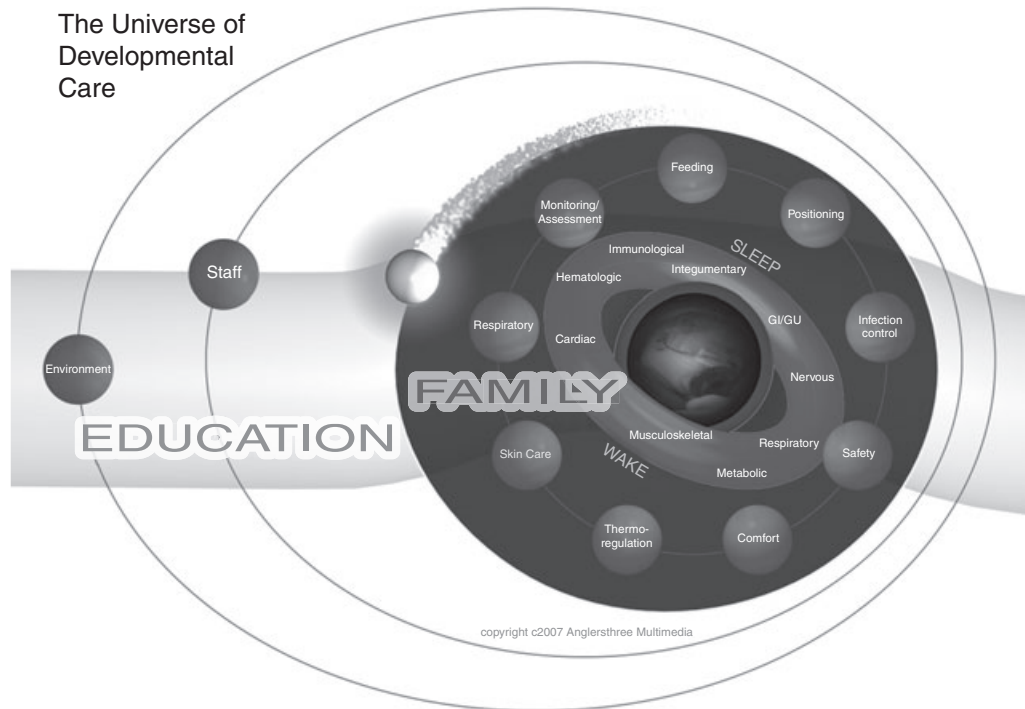 The Universe of
Developmental
Care
Feeding
Monitoring/
Assessment
Positioning
Immunological
SLEEP
Integumentary
Hematologic
Staff
GI/GU
Respiratory
Infection
control
Cardiac
Environment
Nervous
FAMILY
EDUCATION
Musculoskeletal
Respiratory
Skin Care
WAKE
Safety
Metabolic
Thermo-
regulation
Comfort
copyright c2007 Anglersthree Multimedia